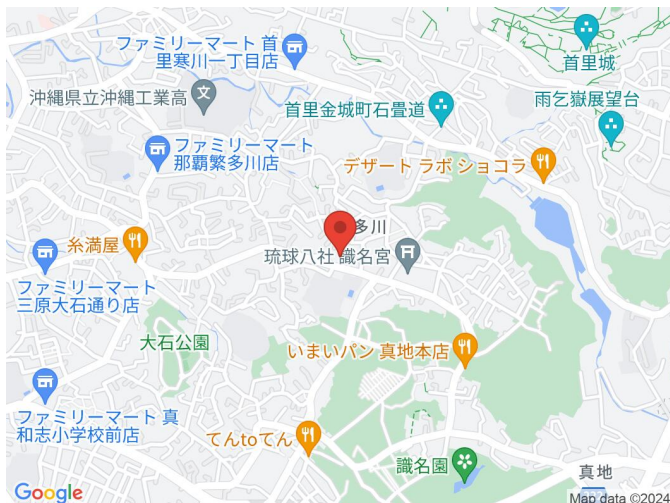 ファミリーマート 首
里寒川一丁目店
首里城
沖縄県立沖縄工業高
文
首里金城町石畳道
雨乞嶽展望台
ファミリーマート
那覇繁多川店
デザート ラボ ショコラ
多川
糸満屋
琉球八社 識名宮
ファミリーマート
三原大石通り店
大石公園
いまいパン 真地本店
ファミリーマート 真
和志小学校前店
てんtoてん
識名園
真地
Google
Map data ©2024